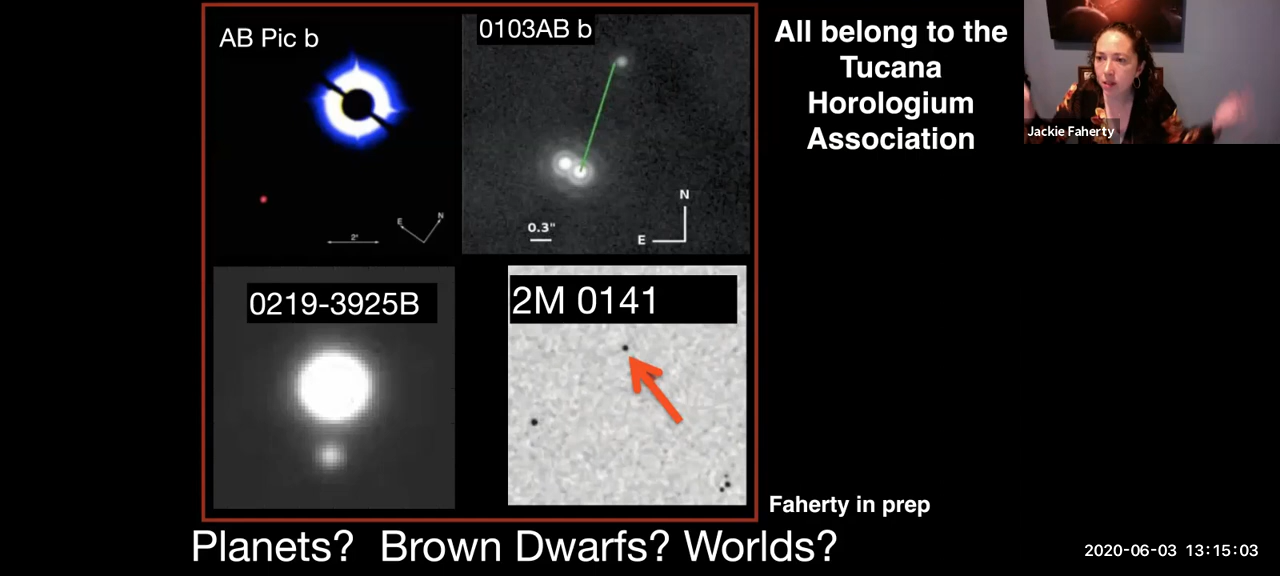 AB Pic b
0103AB b
All belong to the
Tucana
Horologium
Association
Jackie Faherty
N
E
2"
0.3"
N
E
0219-3925B
2M 0141
Faherty in prep
Planets? Brown Dwarfs? Worlds?
2020-06-03 13:15:03